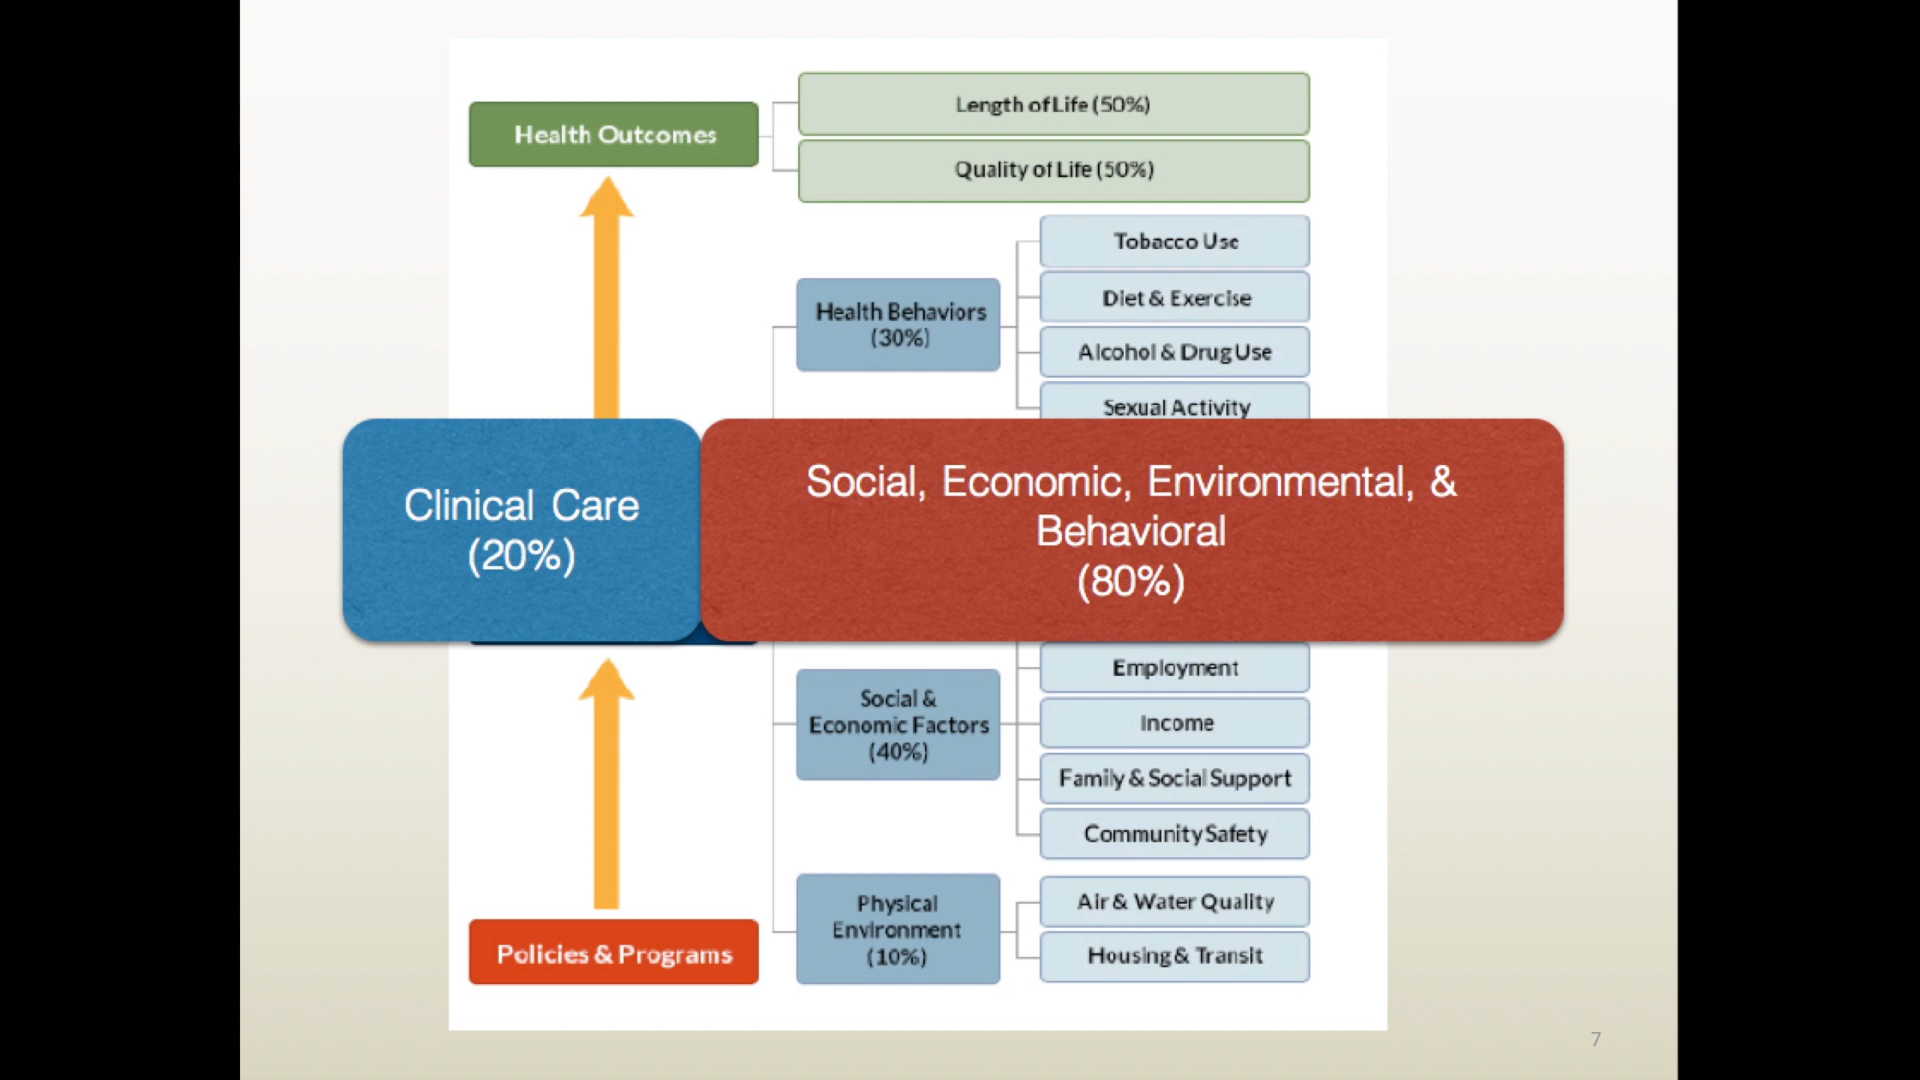 Health Outcomes
Length of Life (50%)
Quality of Life (50%)
Tobacco Use
Diet & Exercise
Health Behaviors
(30%)
Alcohol & Drug Use
Sexual Activity
Clinical Care
(20%)
Social, Economic, Environmental, &
Behavioral
(80%)
Employment
Social &
Economic Factors
(40%)
Income
Family & Social Support
Community Safety
Physical
Environment
(10%)
Air & Water Quality
Housing & Transit
Policies & Programs
7